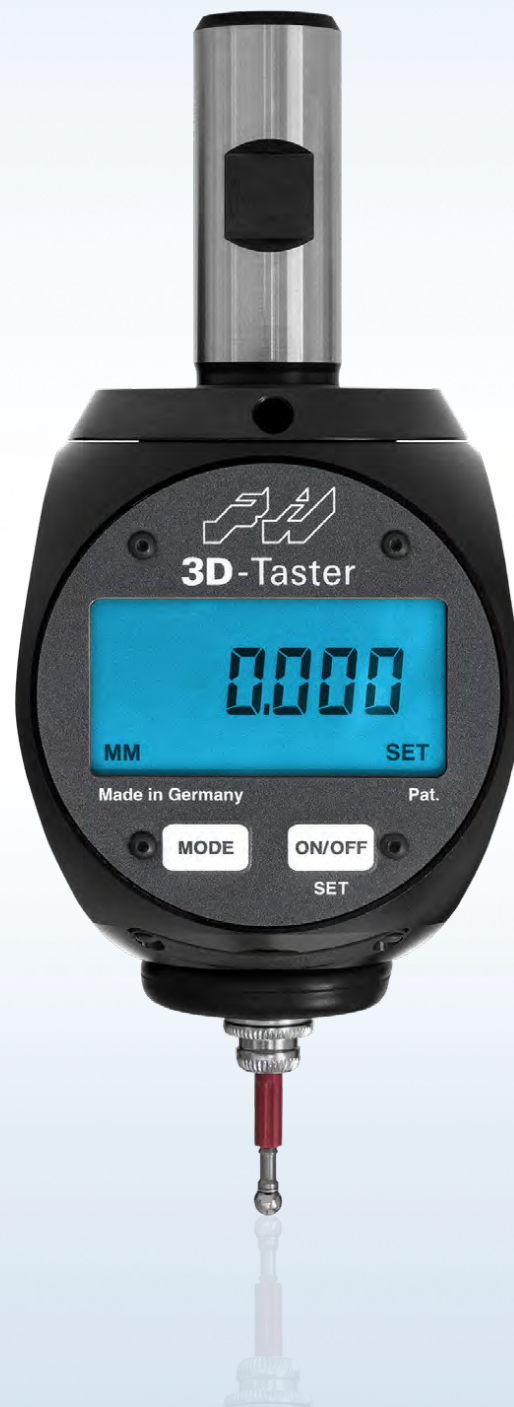 3D-Taster
0.000
MM SET
Made in Germany Pat.
MODE ON/OFF
SET